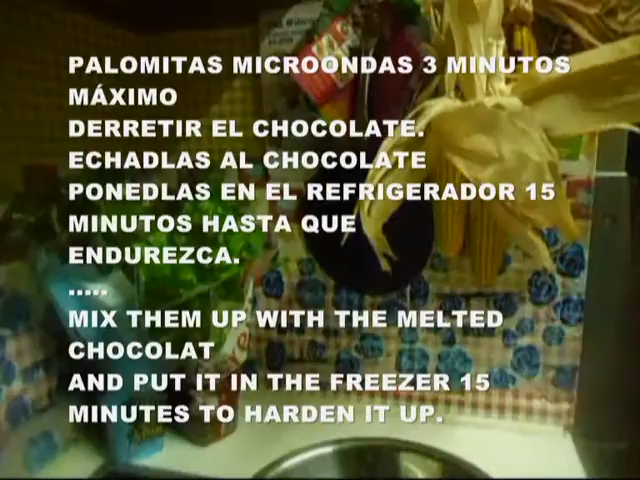 PALOMITAS MICROONDAS 3 MINUTOS
MÁXIMO
DERRETIR EL CHOCOLATE.
ECHADLAS AL CHOCOLATE
PONEDLAS EN EL REFRIGERADOR 15
MINUTOS HASTA QUE
ENDUREZCA.
.....
MIX THEM UP WITH THE MELTED
CHOCOLAT
AND PUT IT IN THE FREEZER 15
MINUTES TO HARDEN IT UP.